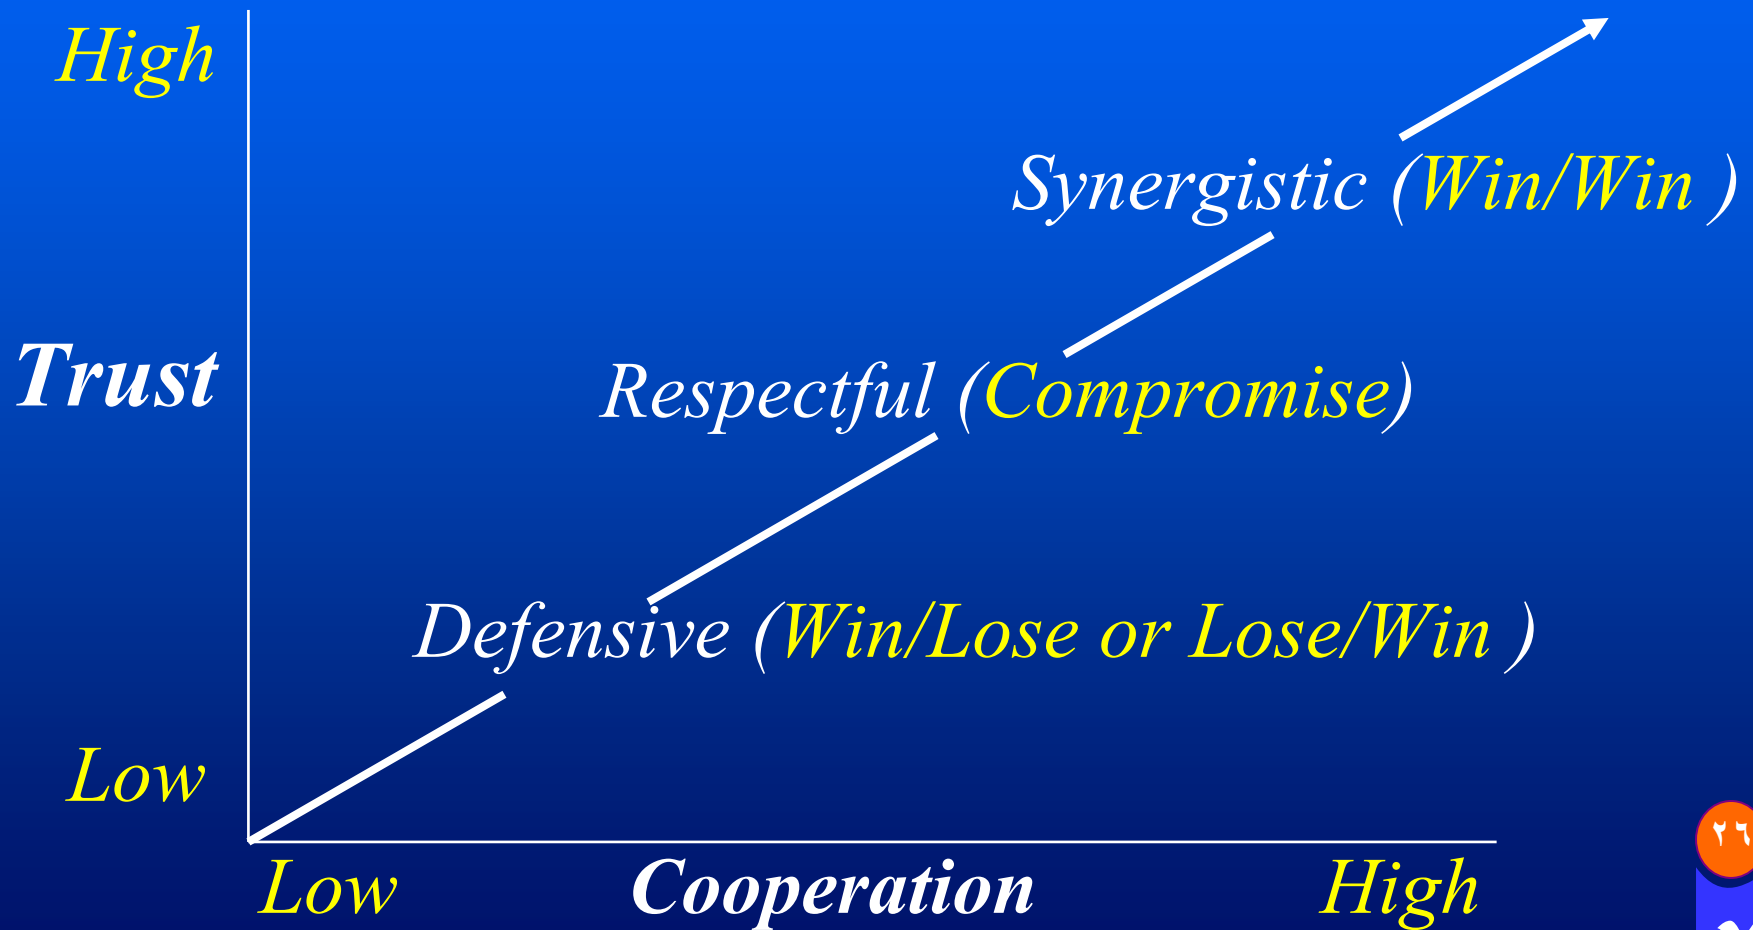 High
Synergistic (Win/Win )
Trust
Respectful (Compromise)
Defensive (Win/Lose or Lose/Win )
Low
٢٦
Low Cooperation High